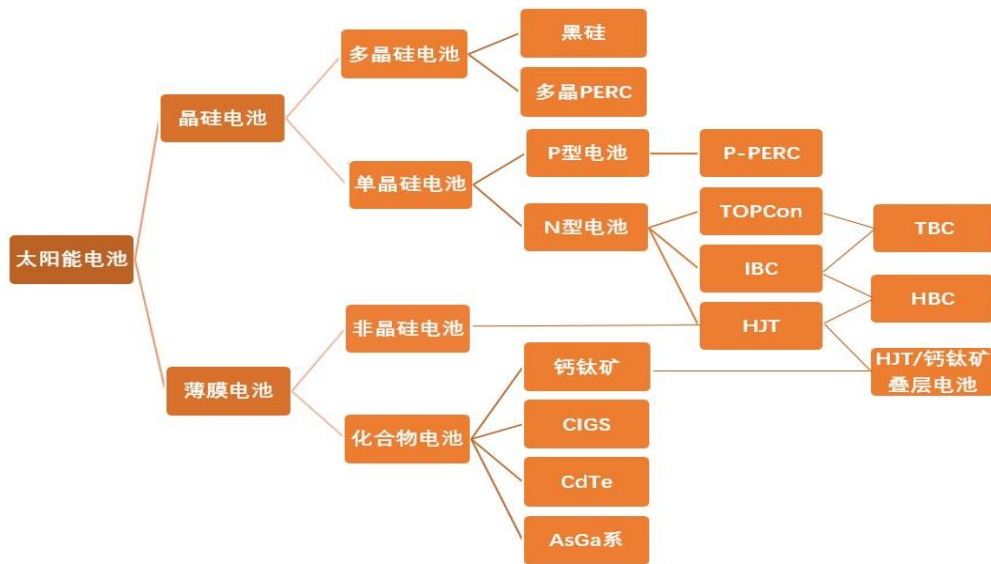 太阳能电池
晶硅电池
多晶硅电池
黑硅
多晶PERC
单晶硅电池
P型电池
P-PERC
N型电池
TOPCon
IBC
HJT
TBC
HBC
HJT/钙钛矿
叠层电池
薄膜电池
非晶硅电池
化合物电池
钙钛矿
CIGS
CdTe
AsGa系